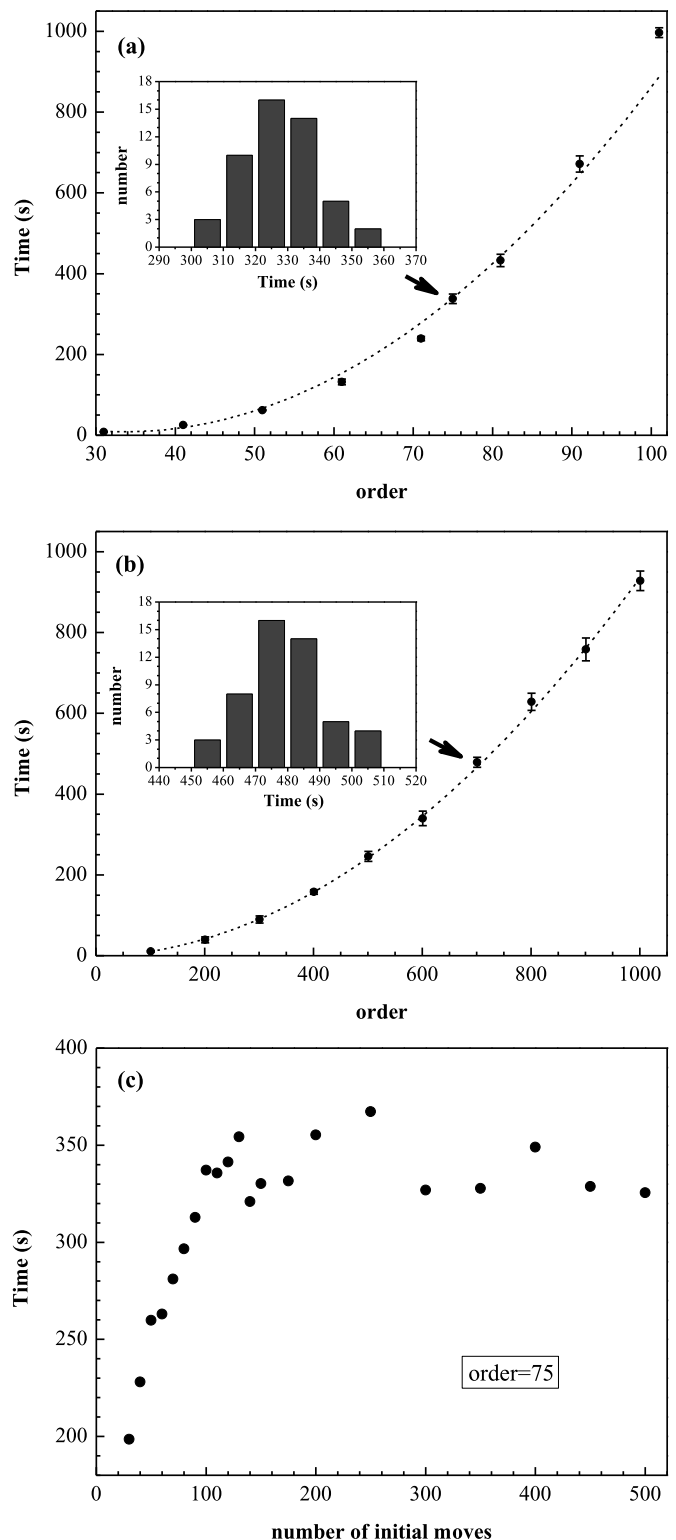 (a)
1000
800
600
400
200
0
Time (s)
30 40 50 60 70 80 90 100
order
18
15
12
9
6
3
0
number
290 300 310 320 330 340 350 360 370
Time (s)
(b)
1000
800
600
400
200
0
Time (s)
0 200 400 600 800 1000
order
18
15
12
9
6
3
0
number
440 450 460 470 480 490 500 510 520
Time (s)
(c)
400
350
300
250
200
Time (s)
order=75
0 100 200 300 400 500
number of initial moves